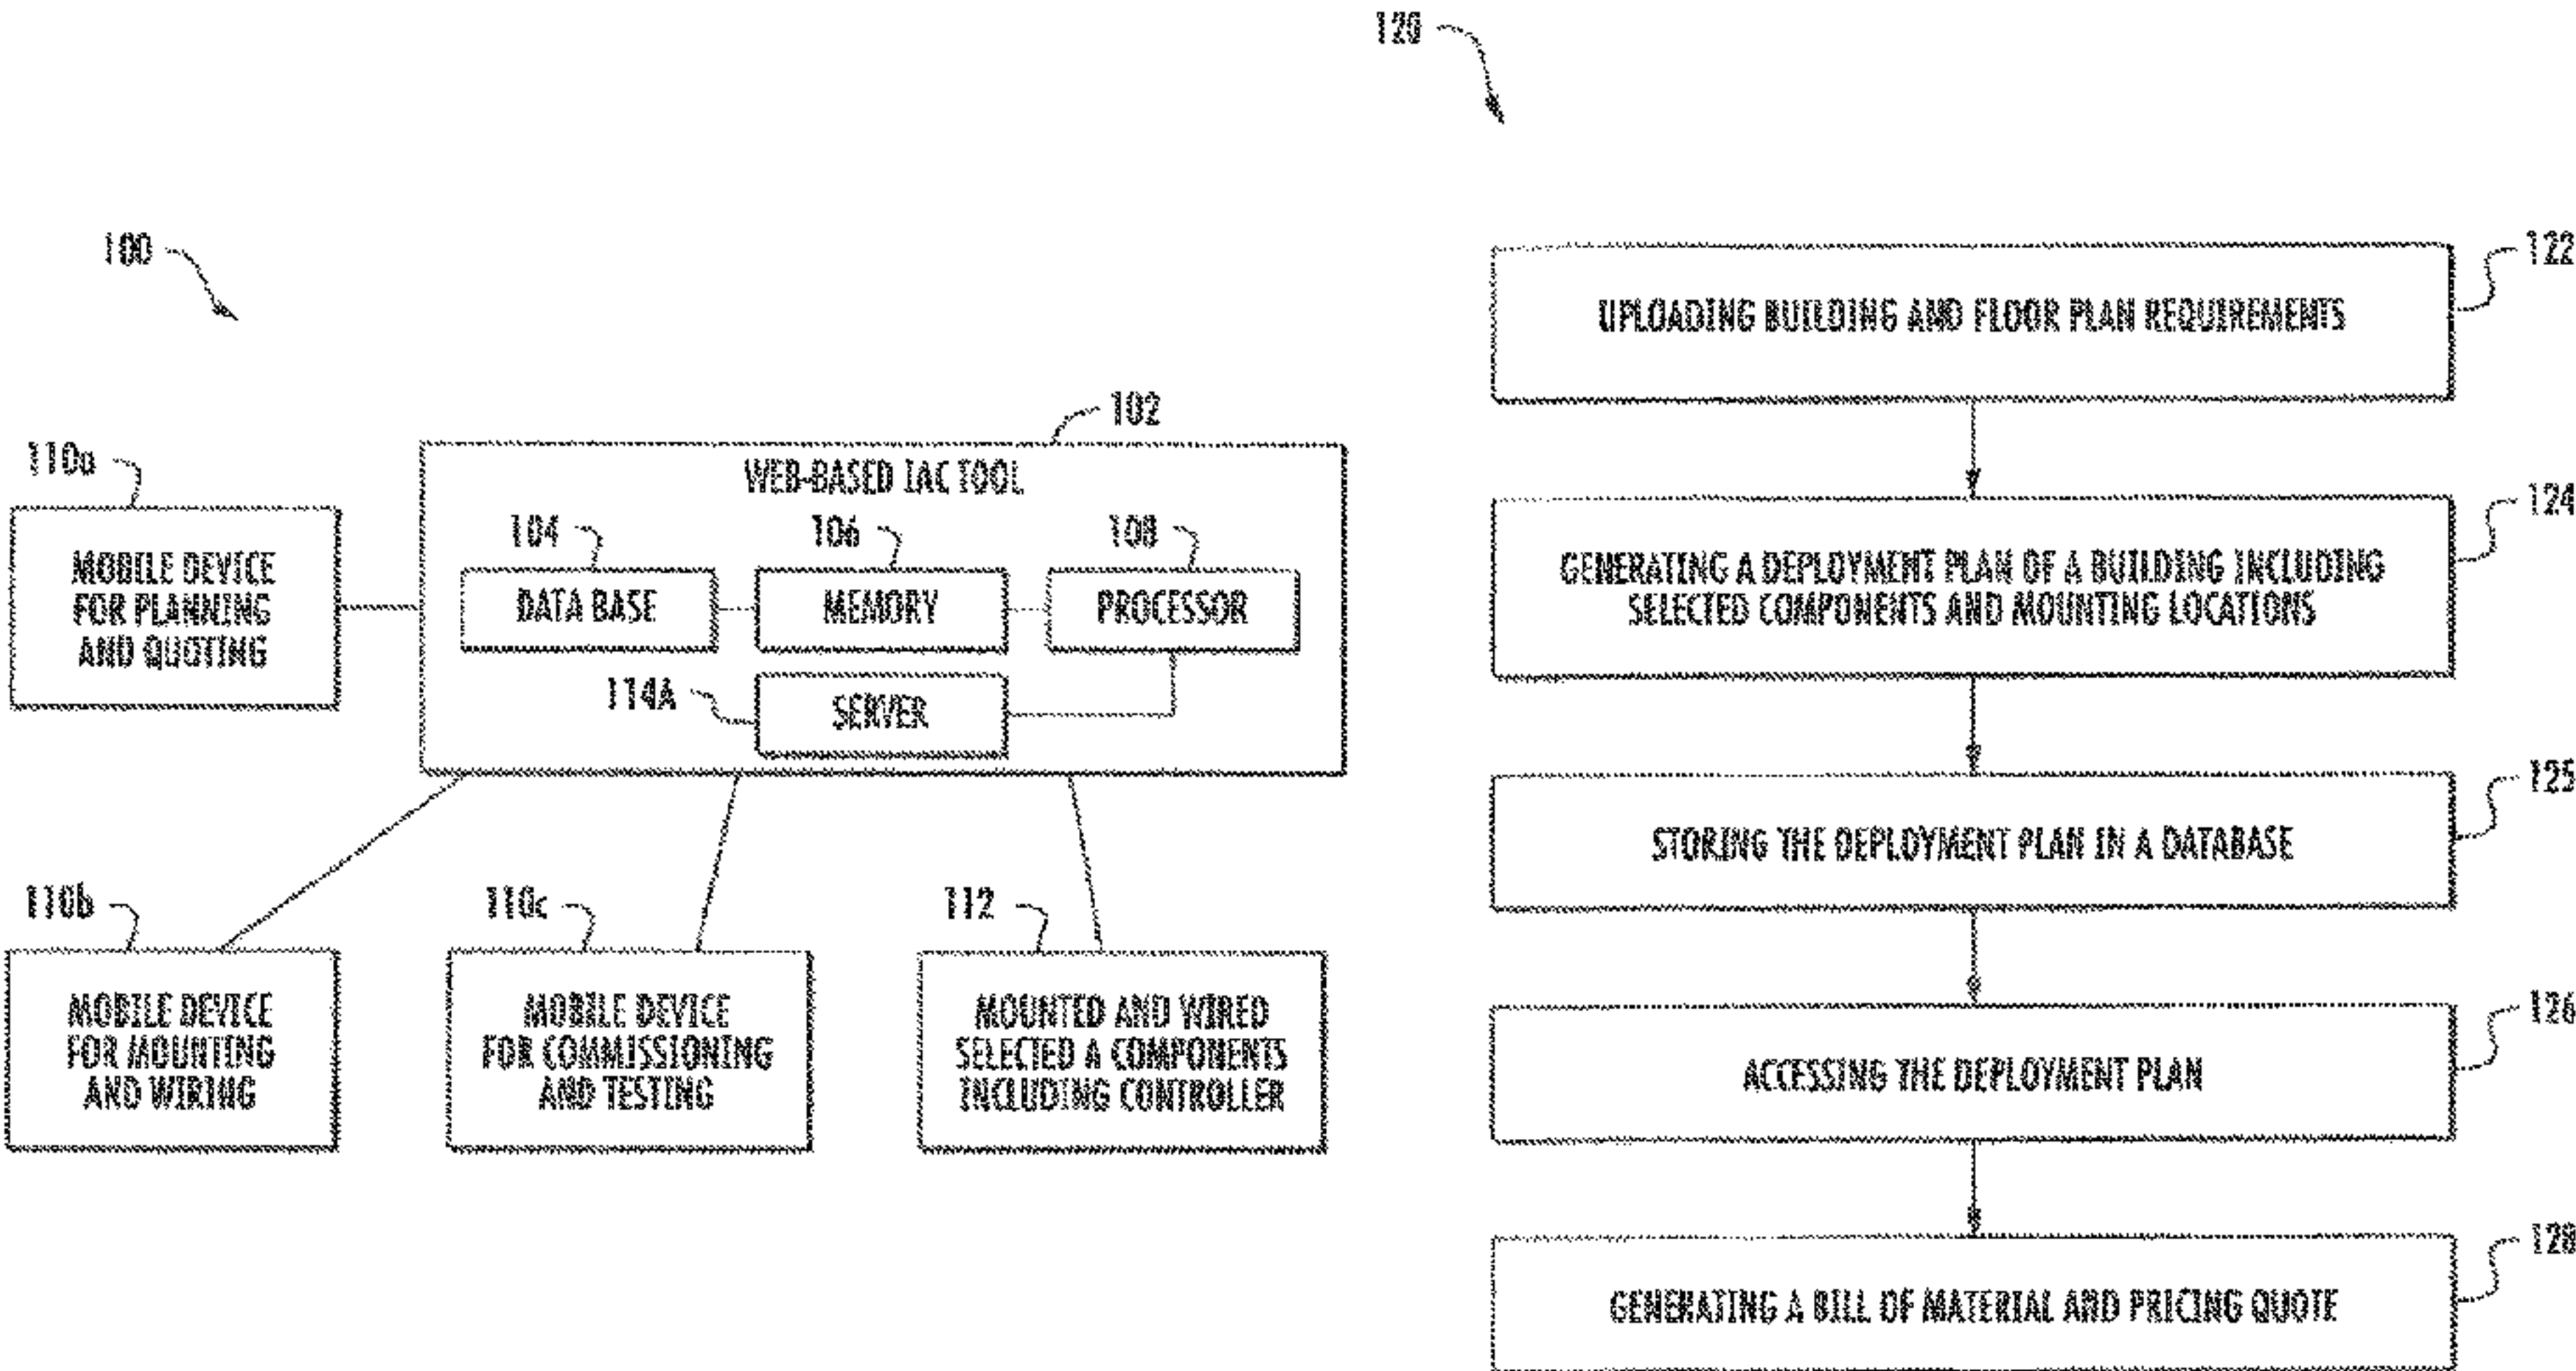 100
102
WEB-BASED IAC TOOL
104
106
108
DATA BASE
MEMORY
PROCESSOR
114A
SERVER
110a
MOBILE DEVICE
FOR PLANNING
AND QUOTING
110b
MOBILE DEVICE
FOR MOUNTING
AND WIRING
110c
MOBILE DEVICE
FOR COMMISSIONING
AND TESTING
112
MOUNTED AND WIRED
SELECTED A COMPONENTS
INCLUDING CONTROLLER
120
122
UPLOADING BUILDING AND FLOOR PLAN REQUIREMENTS
124
GENERATING A DEPLOYMENT PLAN OF A BUILDING INCLUDING
SELECTED COMPONENTS AND MOUNTING LOCATIONS
125
STORING THE DEPLOYMENT PLAN IN A DATABASE
126
ACCESSING THE DEPLOYMENT PLAN
128
GENERATING A BILL OF MATERIAL AND PRICING QUOTE